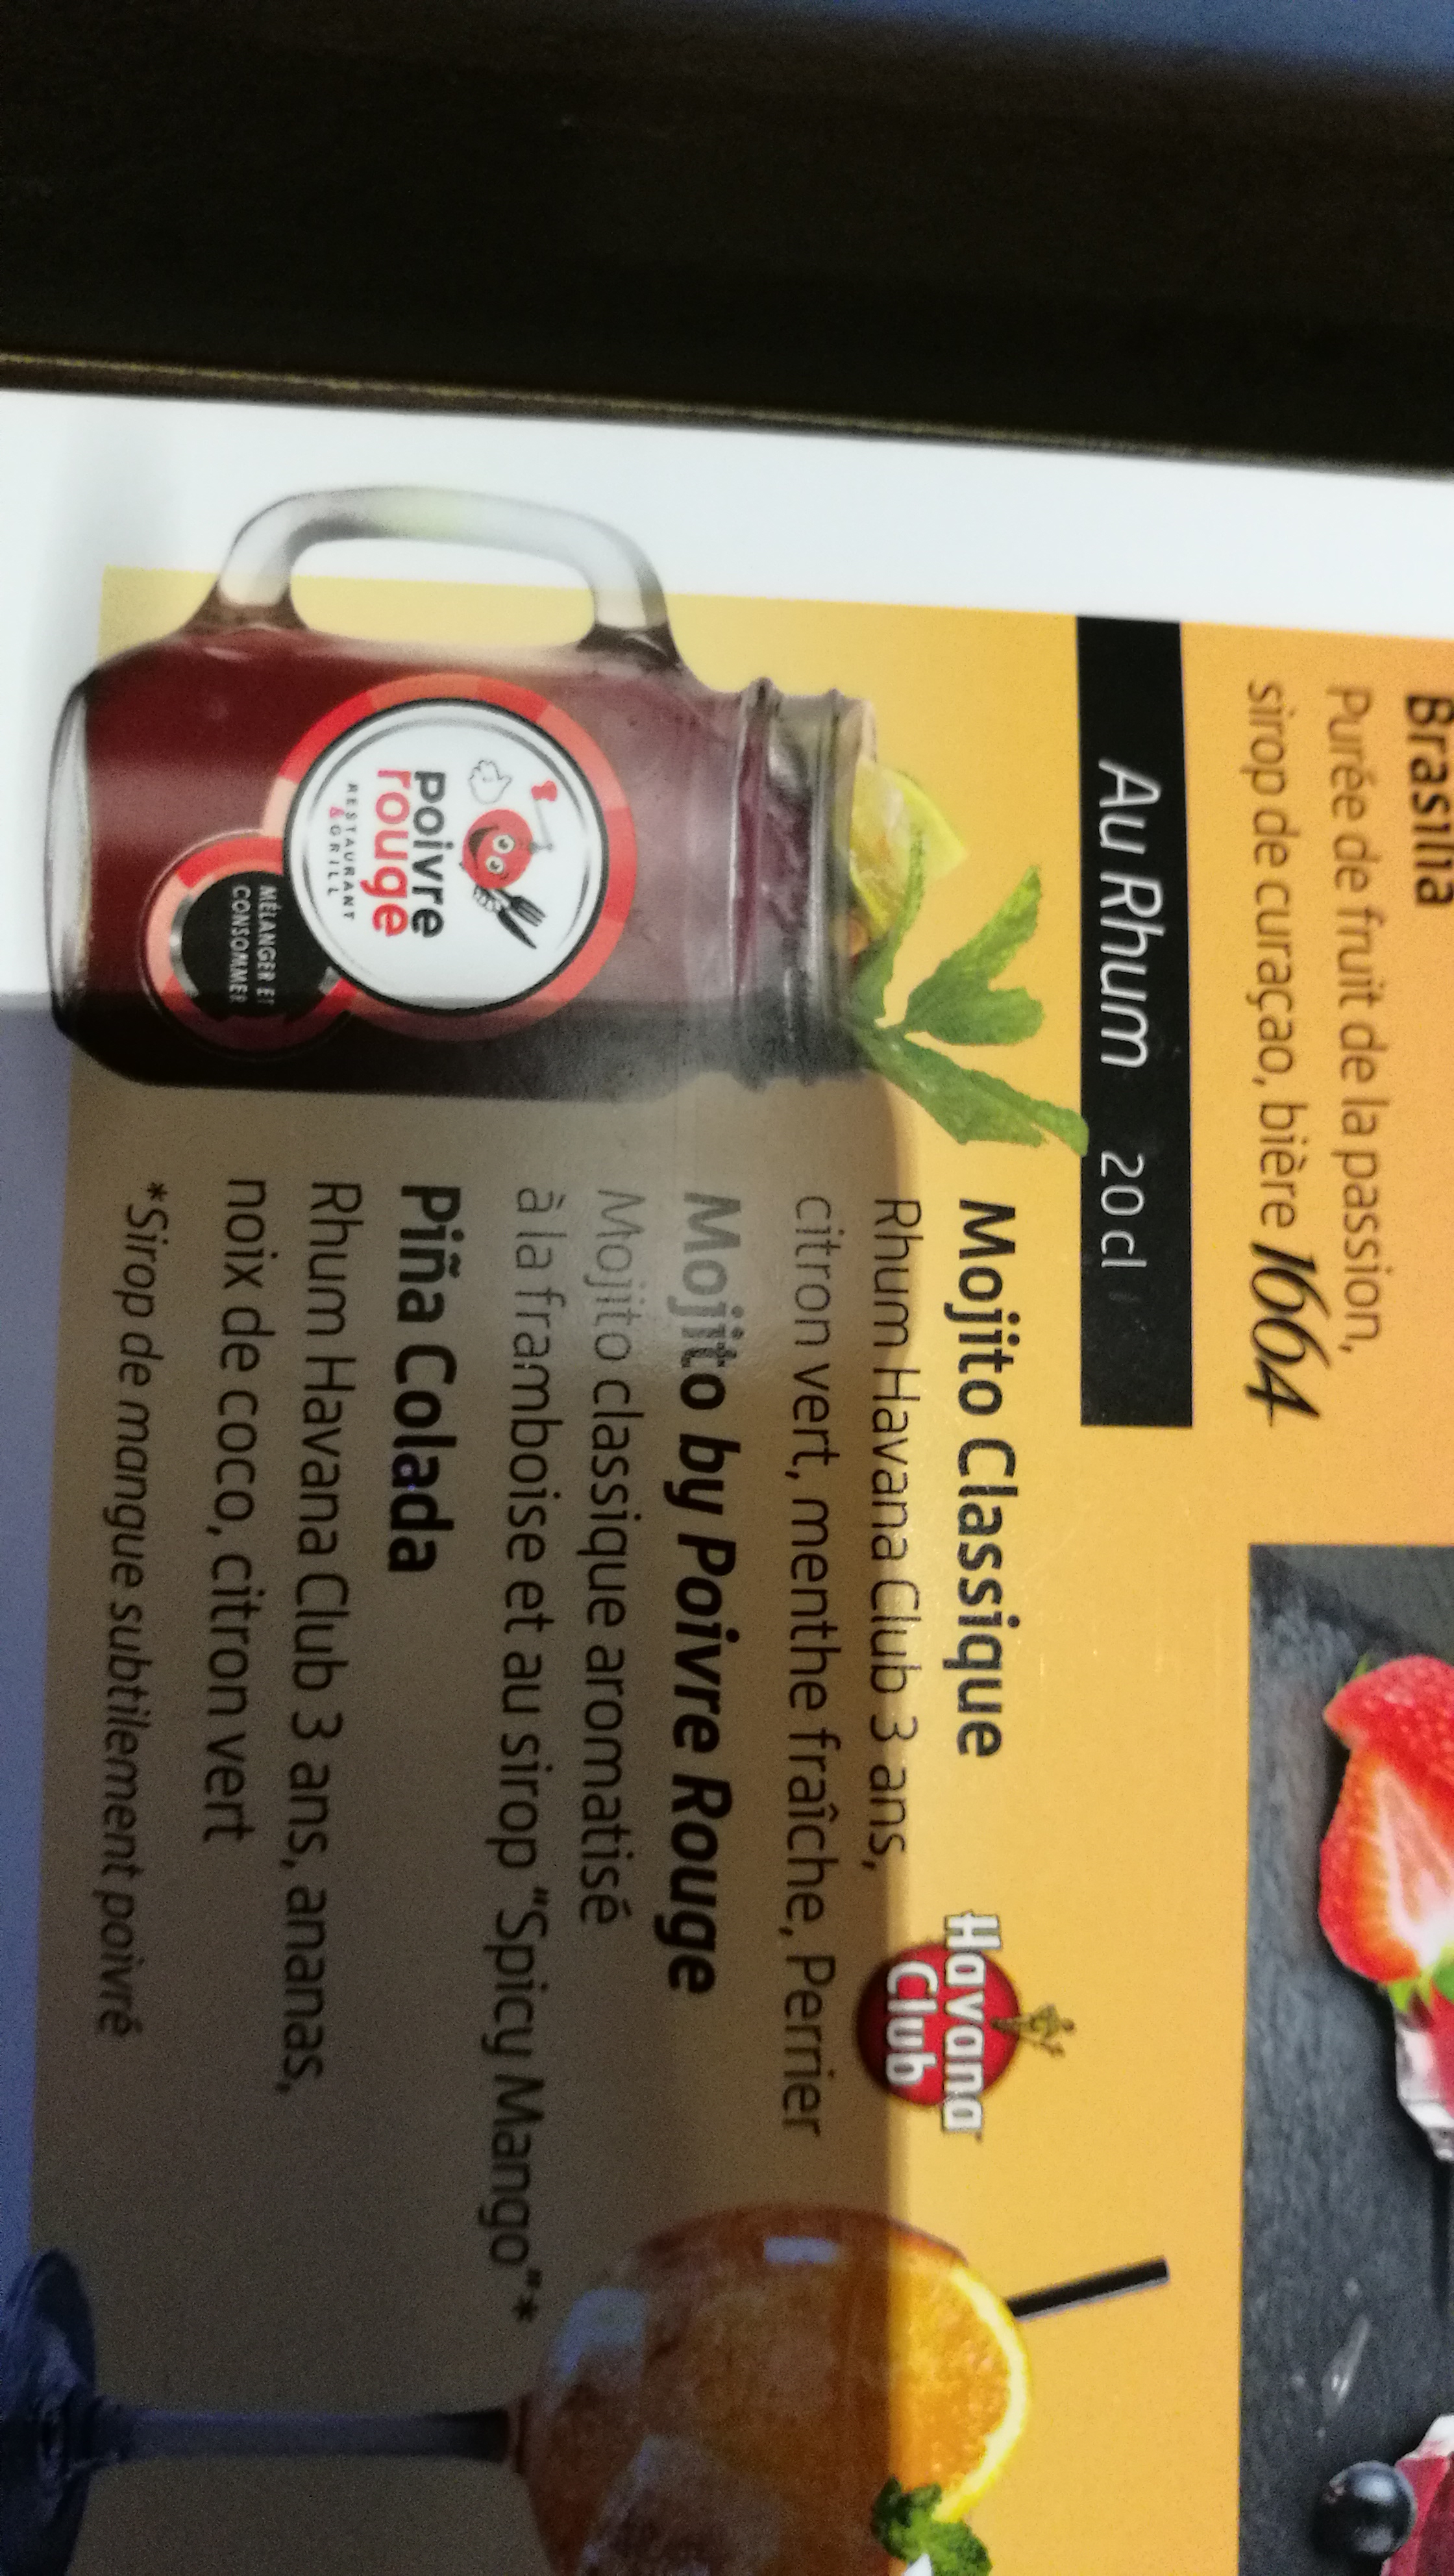 Brasilia
Purée de fruit de la passion,
sirop de curaçao, bière 1664
Au Rhum 20 cl
Mojito Classique
Rhum Havana Club 3 ans,
citron vert, menthe fraîche, Perrier
Havana
Club
Mojito by Poivre Rouge
Mojito classique aromatisé
à la framboise et au sirop "Spicy Mango"*
Piña Colada
Rhum Havana Club 3 ans, ananas,
noix de coco, citron vert
*Sirop de mangue subtilement poivré
poivre
rouge
RESTAURANT
&GRILL
MÉLANGER ET
CONSOMMER